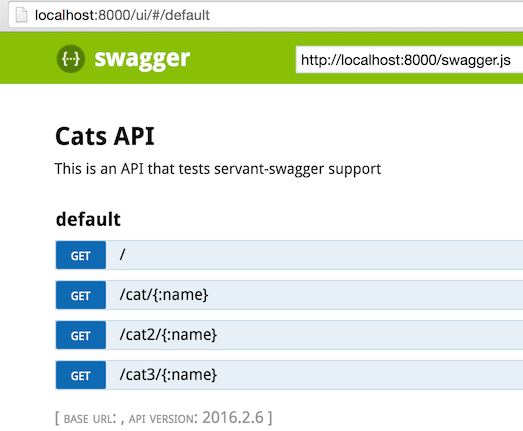 localhost:8000/ui/#/default
{··} swagger http://localhost:8000/swagger.js
Cats API
This is an API that tests servant-swagger support
default
GET /
GET /cat/{:name}
GET /cat2/{:name}
GET /cat3/{:name}
[ BASE URL: , API VERSION: 2016.2.6 ]